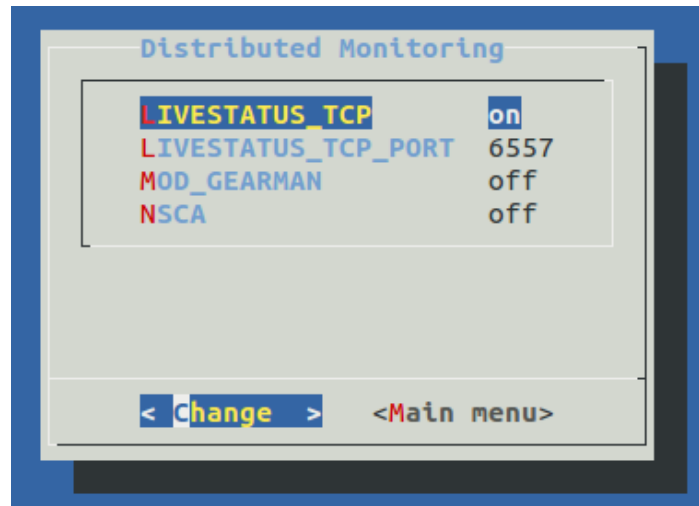 Distributed Monitoring
LIVESTATUS_TCP on
LIVESTATUS_TCP_PORT 6557
MOD_GEARMAN off
NSCA off
< Change > <Main menu>